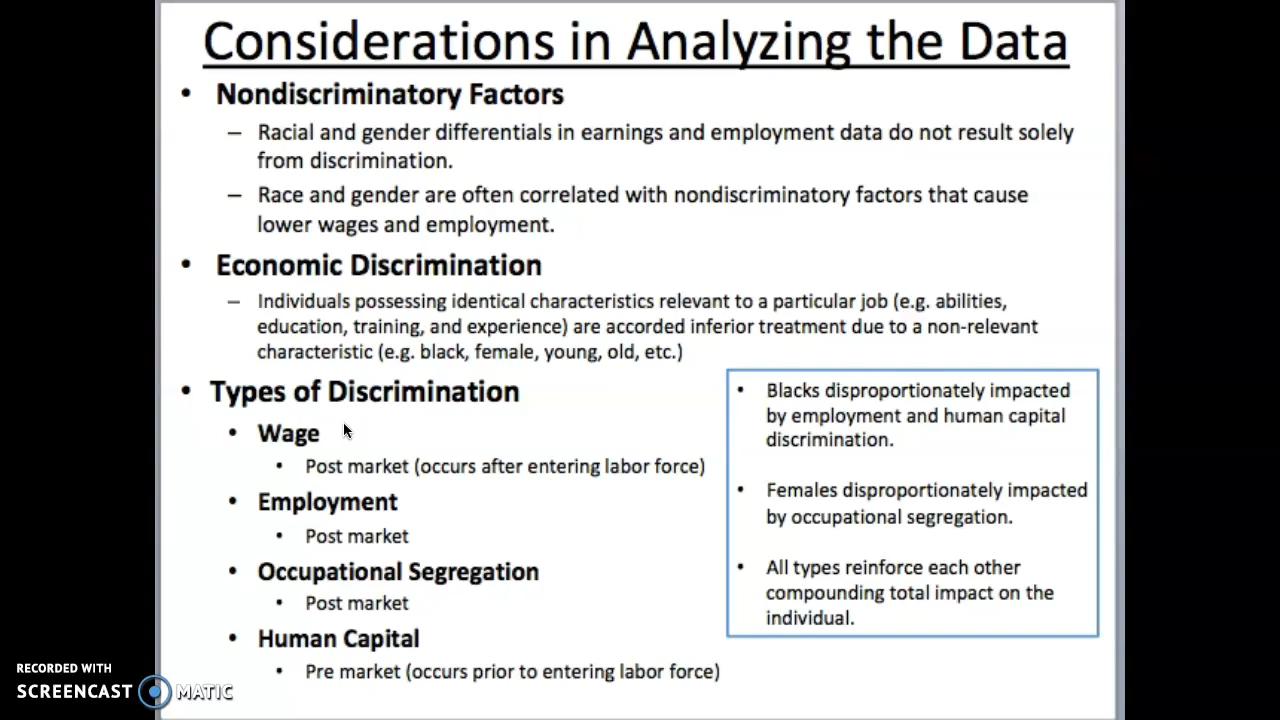 Considerations in Analyzing the Data
• Nondiscriminatory Factors
– Racial and gender differentials in earnings and employment data do not result solely
from discrimination.
– Race and gender are often correlated with nondiscriminatory factors that cause
lower wages and employment.
• Economic Discrimination
– Individuals possessing identical characteristics relevant to a particular job (e.g. abilities,
education, training, and experience) are accorded inferior treatment due to a non-relevant
characteristic (e.g. black, female, young, old, etc.)
• Types of Discrimination
• Wage
• Post market (occurs after entering labor force)
• Employment
• Post market
• Occupational Segregation
• Post market
• Human Capital
• Pre market (occurs prior to entering labor force)
• Blacks disproportionately impacted
by employment and human capital
discrimination.
• Females disproportionately impacted
by occupational segregation.
• All types reinforce each other
compounding total impact on the
individual.
RECORDED WITH
SCREENCAST MATIC